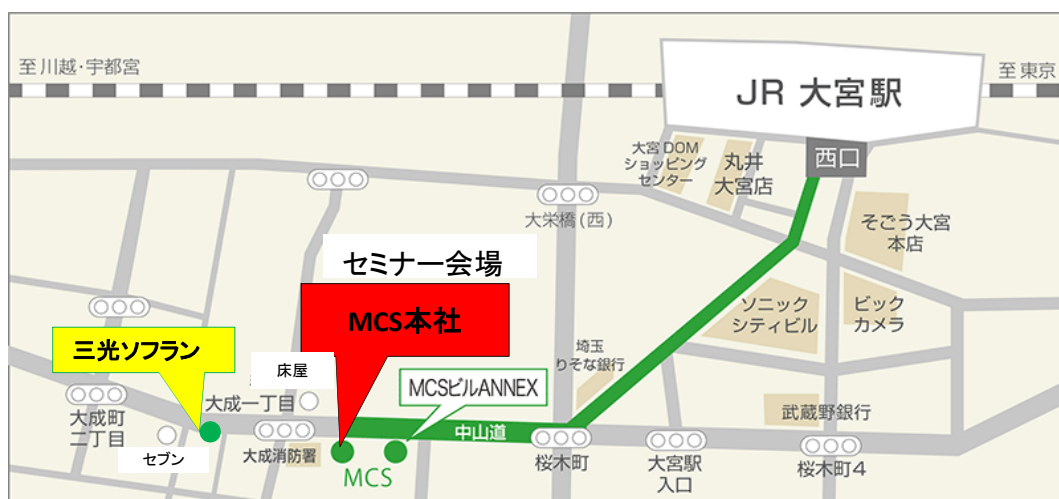 至川越・宇都宮
JR 大宮駅
至東京
西口
大宮DOM
ショッピング
センター
丸井
大宮店
大栄橋(西)
そごう大宮
本店
セミナー会場
MCS本社
ソニック
シティビル
ビック
カメラ
三光ソフラン
埼玉
りそな銀行
床屋
MCSビルANNEX
大成一丁目
大成町
二丁目
武蔵野銀行
中山道
セブン
大成消防署
MCS
桜木町
大宮駅
入口
桜木町4